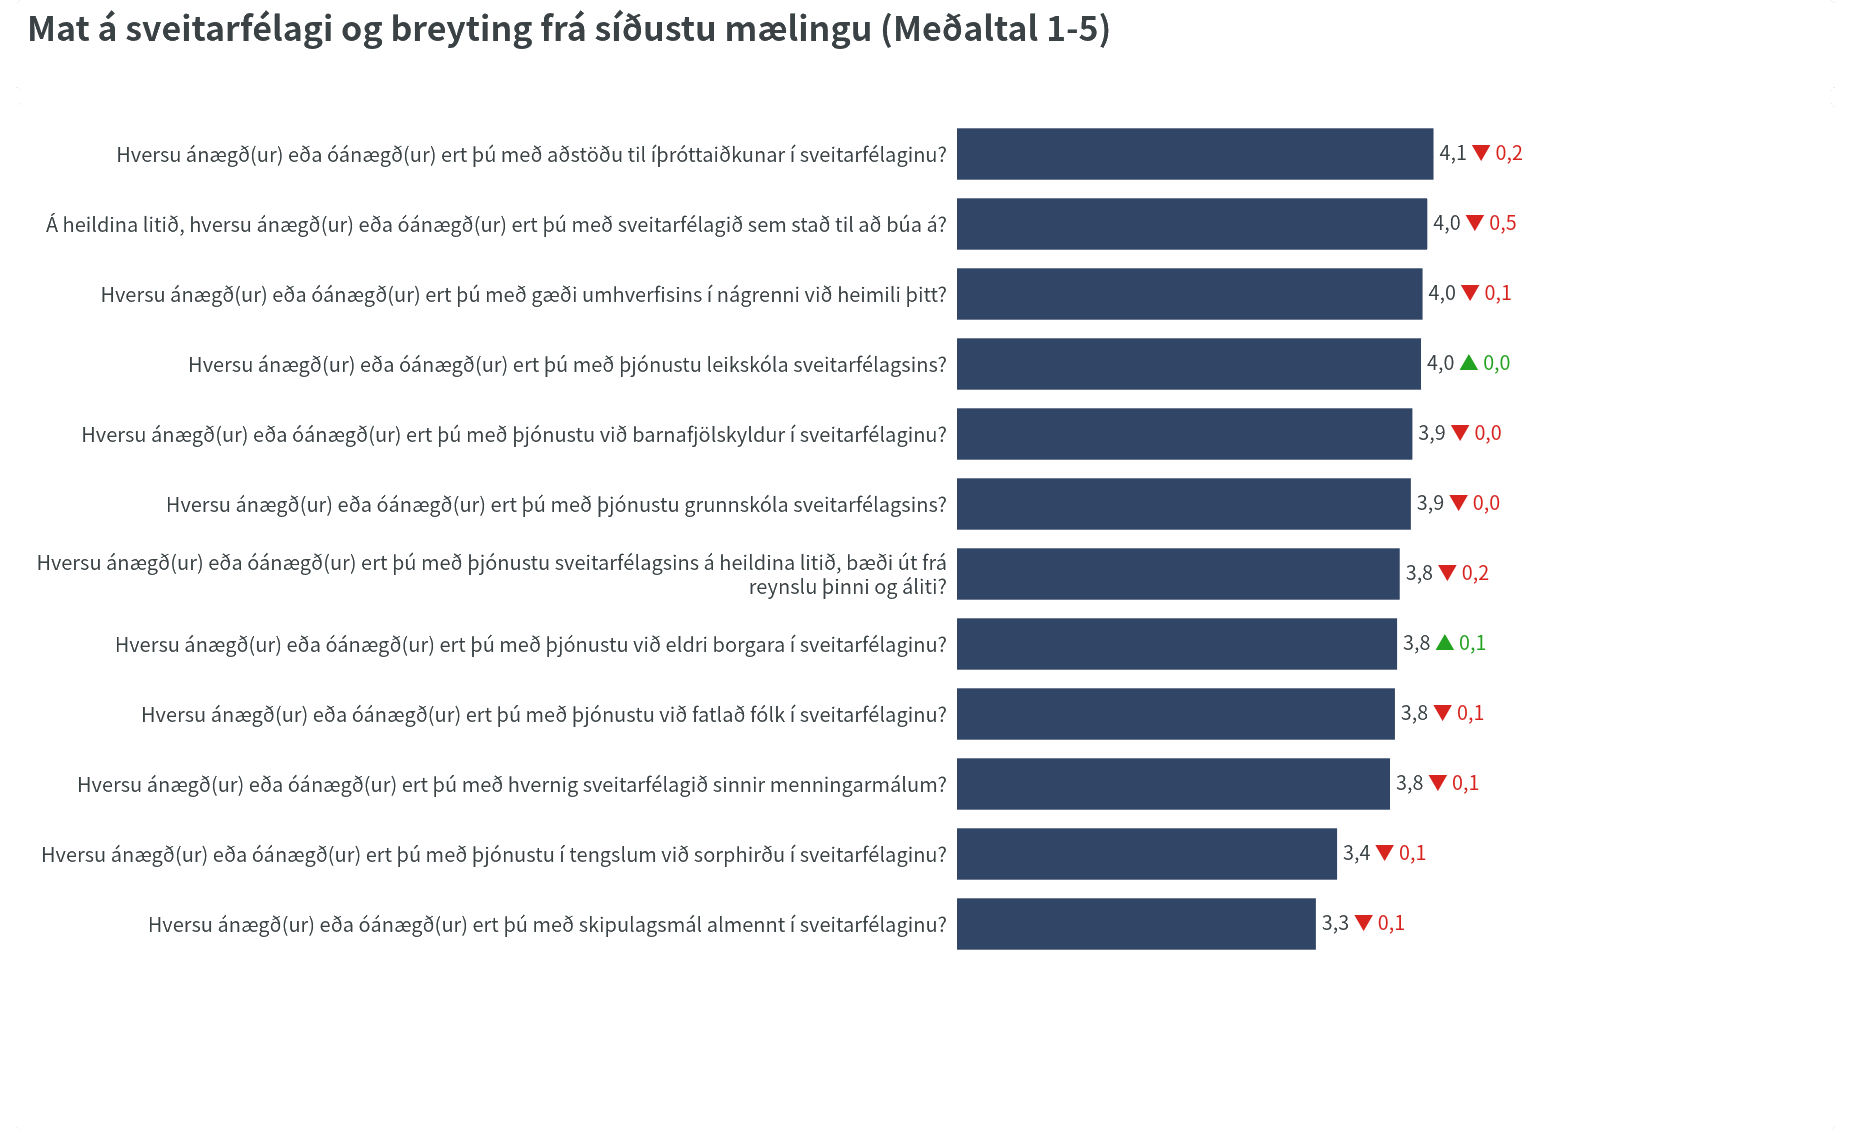 Mat á sveitarfélagi og breyting frá síðustu mælingu (Meðaltal 1-5)
Hversu ánægð(ur) eða óánægð(ur) ert þú með aðstöðu til íþróttaiðkunar í sveitarfélaginu? 4,1 ▼ 0,2
Á heildina litið, hversu ánægð(ur) eða óánægð(ur) ert þú með sveitarfélagið sem stað til að búa á? 4,0 ▼ 0,5
Hversu ánægð(ur) eða óánægð(ur) ert þú með gæði umhverfisins í nágrenni við heimili þitt? 4,0 ▼ 0,1
Hversu ánægð(ur) eða óánægð(ur) ert þú með þjónustu leikskóla sveitarfélagsins? 4,0 ▲ 0,0
Hversu ánægð(ur) eða óánægð(ur) ert þú með þjónustu við barnafjölskyldur í sveitarfélaginu? 3,9 ▼ 0,0
Hversu ánægð(ur) eða óánægð(ur) ert þú með þjónustu grunnskóla sveitarfélagsins? 3,9 ▼ 0,0
Hversu ánægð(ur) eða óánægð(ur) ert þú með þjónustu sveitarfélagsins á heildina litið, bæði út frá
reynslu þinni og áliti? 3,8 ▼ 0,2
Hversu ánægð(ur) eða óánægð(ur) ert þú með þjónustu við eldri borgara í sveitarfélaginu? 3,8 ▲ 0,1
Hversu ánægð(ur) eða óánægð(ur) ert þú með þjónustu við fatlað fólk í sveitarfélaginu? 3,8 ▼ 0,1
Hversu ánægð(ur) eða óánægð(ur) ert þú með hvernig sveitarfélagið sinnir menningarmálum? 3,8 ▼ 0,1
Hversu ánægð(ur) eða óánægð(ur) ert þú með þjónustu í tengslum við sorphirðu í sveitarfélaginu? 3,4 ▼ 0,1
Hversu ánægð(ur) eða óánægð(ur) ert þú með skipulagsmál almennt í sveitarfélaginu? 3,3 ▼ 0,1